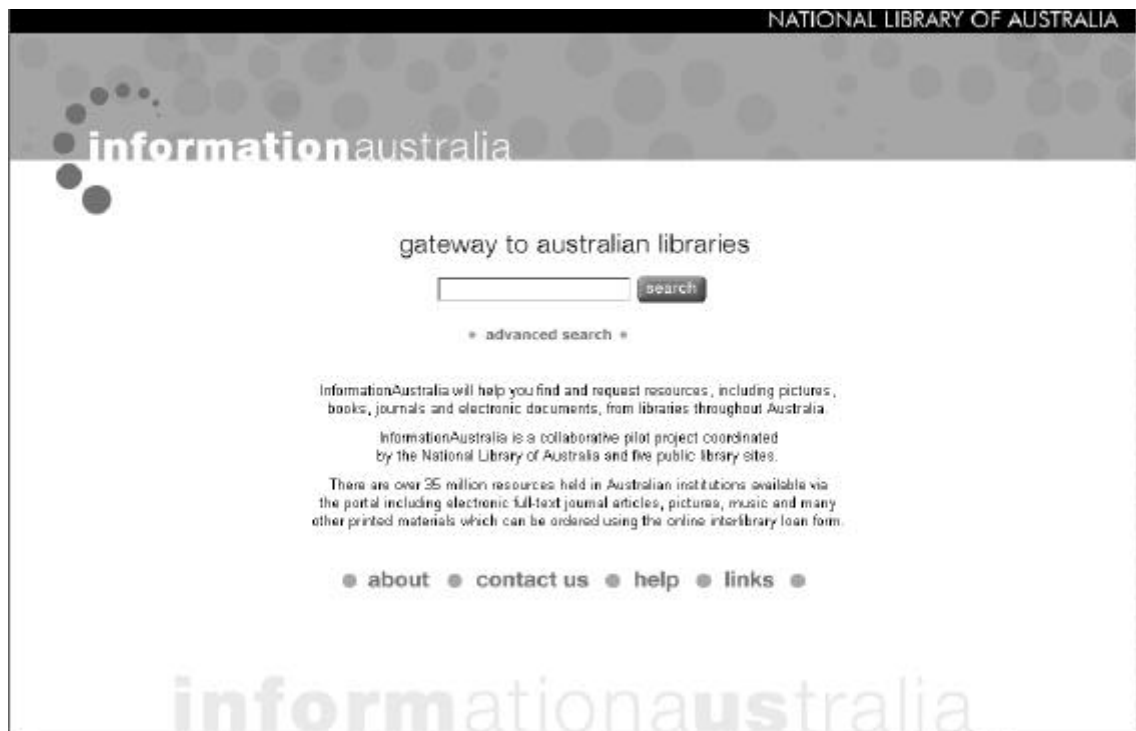 NATIONAL LIBRARY OF AUSTRALIA
informationaustralia
gateway to australian libraries
search
advanced search
InformationAustralia will help you find and request resources, including pictures,
books, journals and electronic documents, from libraries throughout Australia.
InformationAustralia is a collaborative pilot project coordinated
by the National Library of Australia and five public library sites.
There are over 35 million resources held in Australian institutions available via
the portal including electronic full-text journal articles, pictures, music and many
other printed materials which can be ordered using the online interlibrary loan form.
about contact us help links
informationaustralia